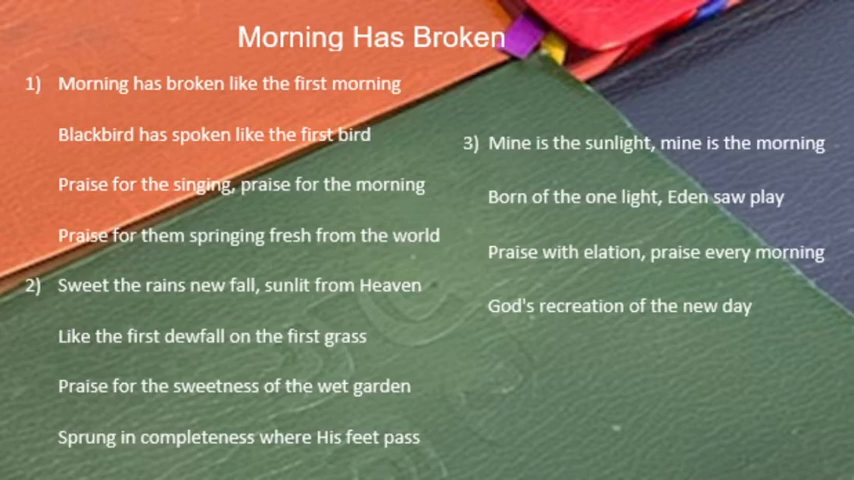 Morning Has Broken
1) Morning has broken like the first morning
Blackbird has spoken like the first bird
Praise for the singing, praise for the morning
Praise for them springing fresh from the world
2) Sweet the rains new fall, sunlit from Heaven
Like the first dewfall on the first grass
Praise for the sweetness of the wet garden
Sprung in completeness where His feet pass
3) Mine is the sunlight, mine is the morning
Born of the one light, Eden saw play
Praise with elation, praise every morning
God's recreation of the new day